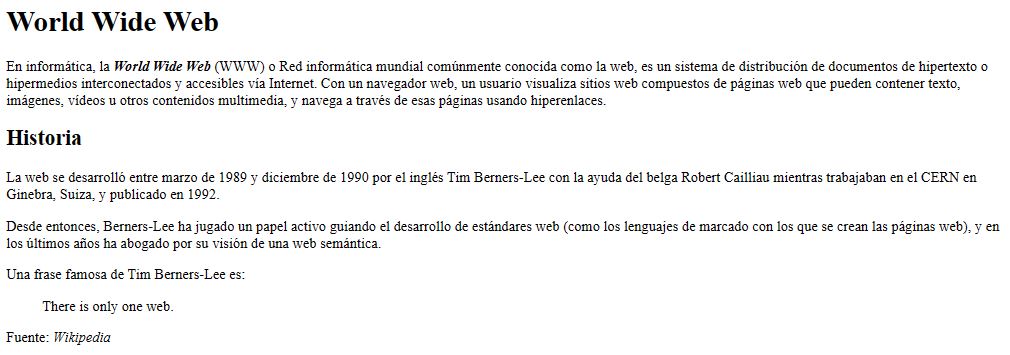 World Wide Web
En informática, la World Wide Web (WWW) o Red informática mundial comúnmente conocida como la web, es un sistema de distribución de documentos de hipertexto o
hipermedios interconectados y accesibles vía Internet. Con un navegador web, un usuario visualiza sitios web compuestos de páginas web que pueden contener texto,
imágenes, vídeos u otros contenidos multimedia, y navega a través de esas páginas usando hiperenlaces.
Historia
La web se desarrolló entre marzo de 1989 y diciembre de 1990 por el inglés Tim Berners-Lee con la ayuda del belga Robert Cailliau mientras trabajaban en el CERN en
Ginebra, Suiza, y publicado en 1992.
Desde entonces, Berners-Lee ha jugado un papel activo guiando el desarrollo de estándares web (como los lenguajes de marcado con los que se crean las páginas web), y en
los últimos años ha abogado por su visión de una web semántica.
Una frase famosa de Tim Berners-Lee es:
There is only one web.
Fuente: Wikipedia